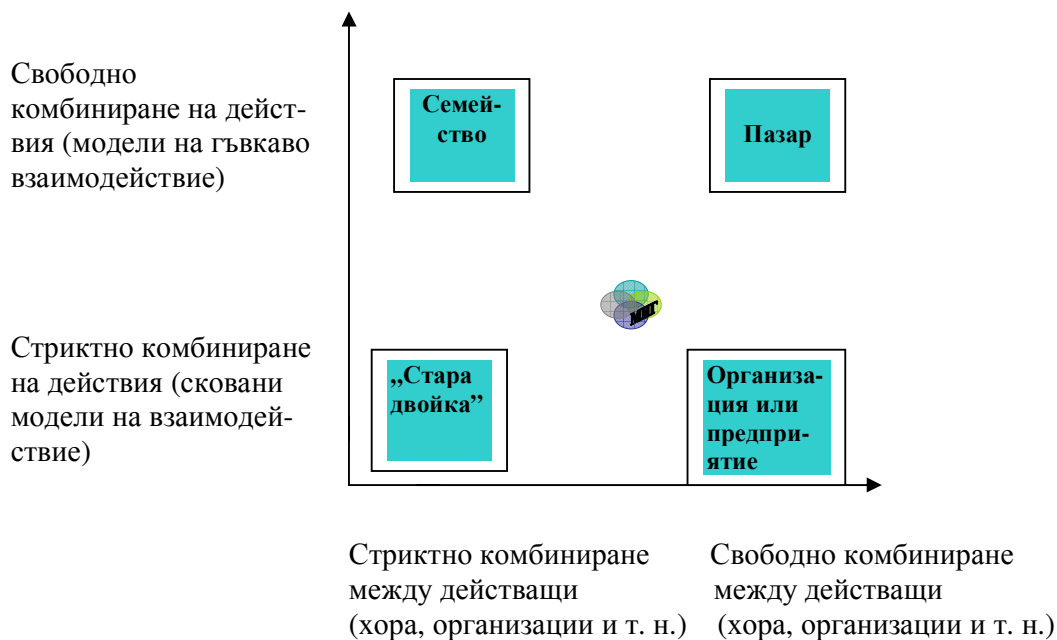 Свободно
комбиниране на дейст-
вия (модели на гъвкаво
взаимодействие)
Семей-
ство
Пазар
МИГ
Стриктно комбиниране
на действия (сковани
модели на взаимодей-
ствие)
„Стара
двойка”
Организа-
ция или
предпри-
ятие
Стриктно комбиниране
между действащи
(хора, организации и т. н.)
Свободно комбиниране
между действащи
(хора, организации и т. н.)